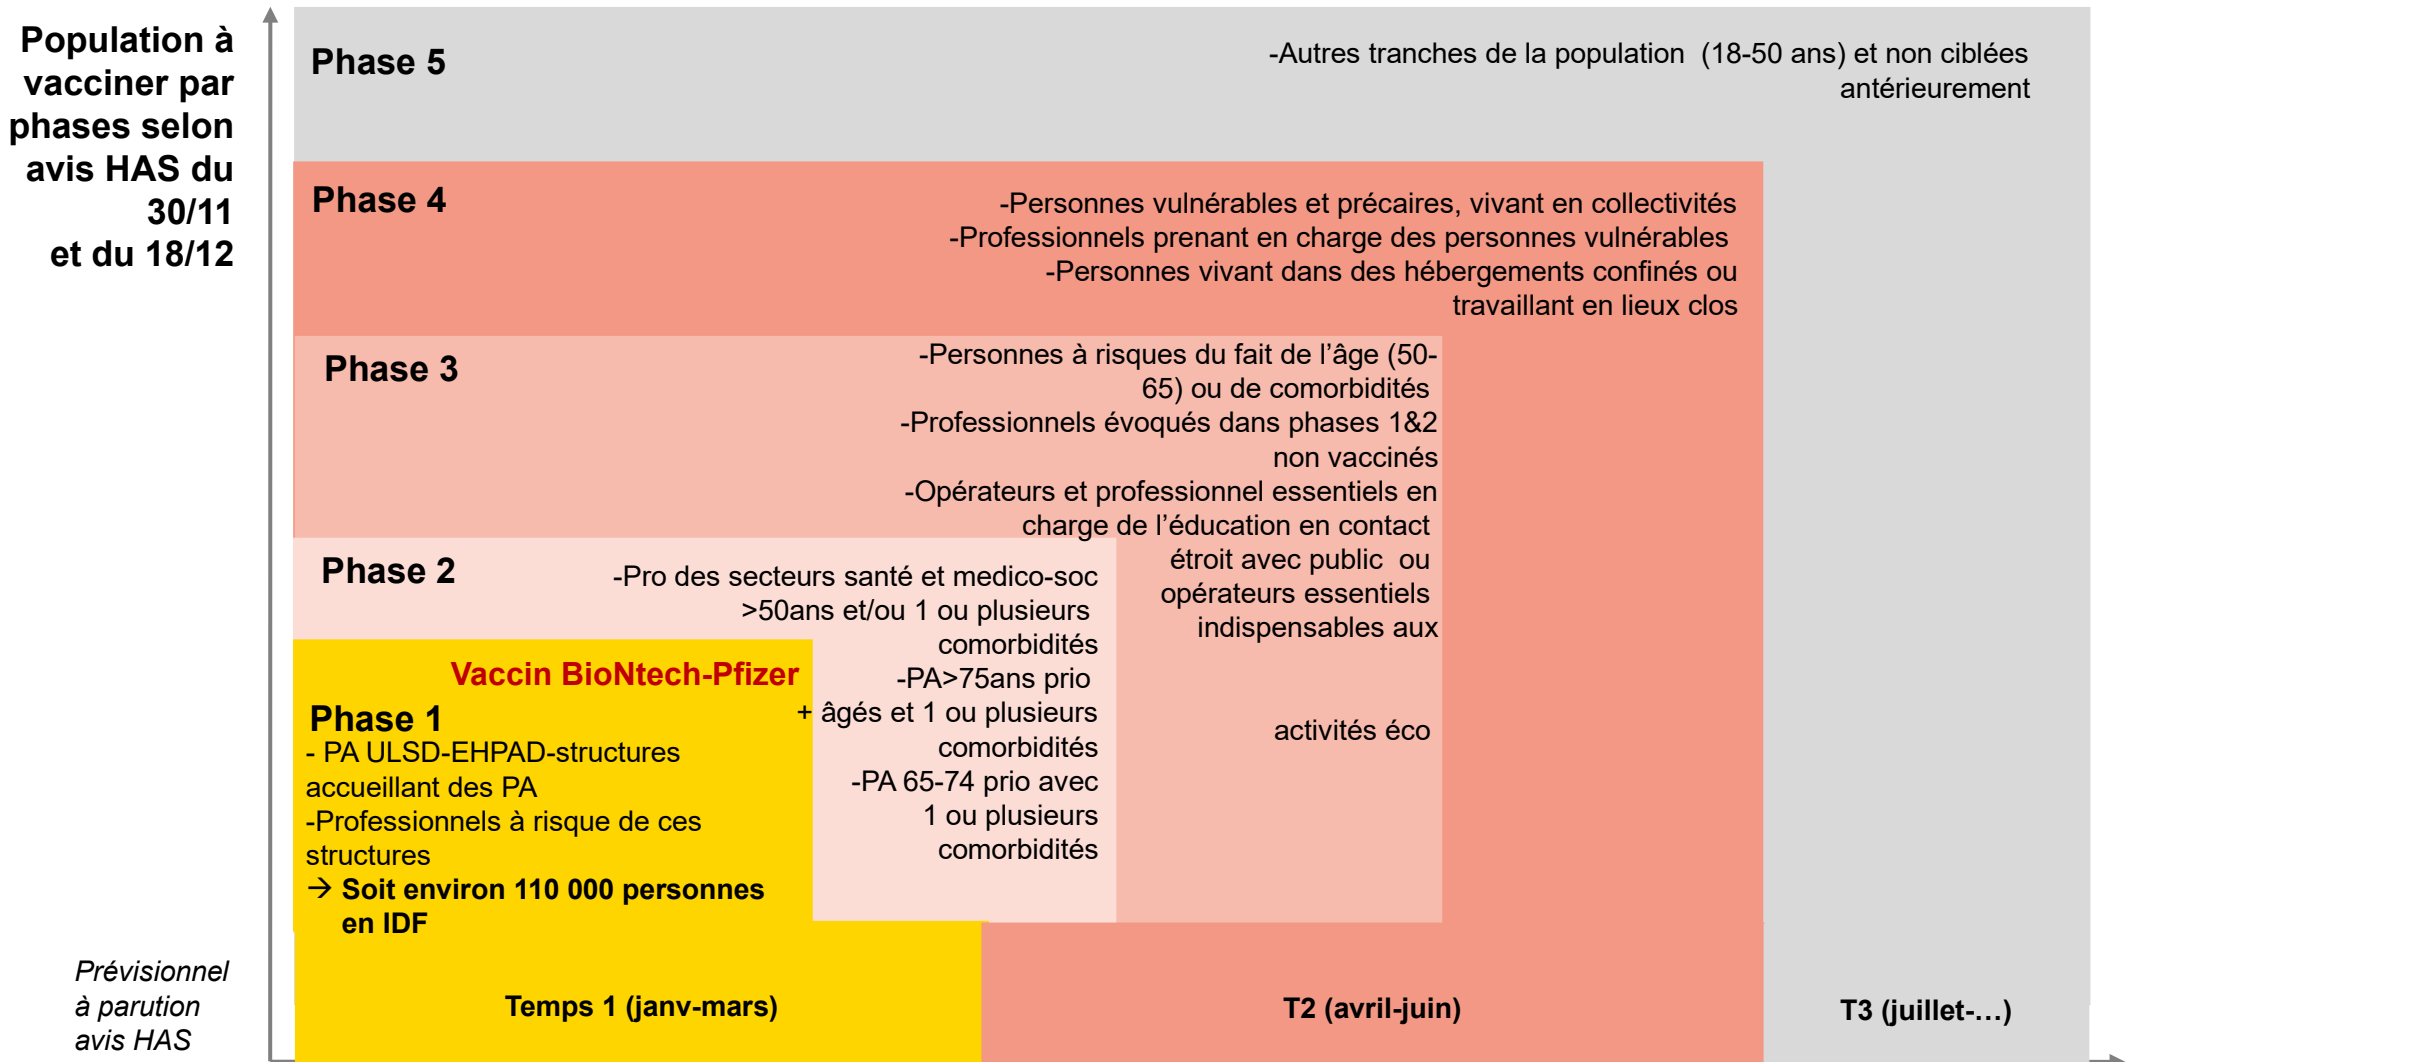 Population à
vacciner par
phases selon
avis HAS du
30/11
et du 18/12
Phase 5
-Autres tranches de la population  (18-50 ans) et non ciblées
antérieurement
Phase 4
-Personnes vulnérables et précaires, vivant en collectivités
-Professionnels prenant en charge des personnes vulnérables
-Personnes vivant dans des hébergements confinés ou
travaillant en lieux clos
Phase 3
-Personnes à risques du fait de l’âge (50-
65) ou de comorbidités
-Professionnels évoqués dans phases 1&2
non vaccinés
-Opérateurs et professionnel essentiels en
charge de l’éducation en contact
étroit avec public  ou
opérateurs essentiels
indispensables aux
activités éco
Phase 2
-Pro des secteurs santé et medico-soc
>50ans et/ou 1 ou plusieurs
comorbidités
-PA>75ans prio
+ âgés et 1 ou plusieurs
comorbidités
-PA 65-74 prio avec
1 ou plusieurs
comorbidités
Vaccin BioNtech-Pfizer
Phase 1
- PA ULSD-EHPAD-structures
accueillant des PA
-Professionnels à risque de ces
structures
→ Soit environ 110 000 personnes
en IDF
Prévisionnel
à parution
avis HAS
Temps 1 (janv-mars)
T2 (avril-juin)
T3 (juillet-…)